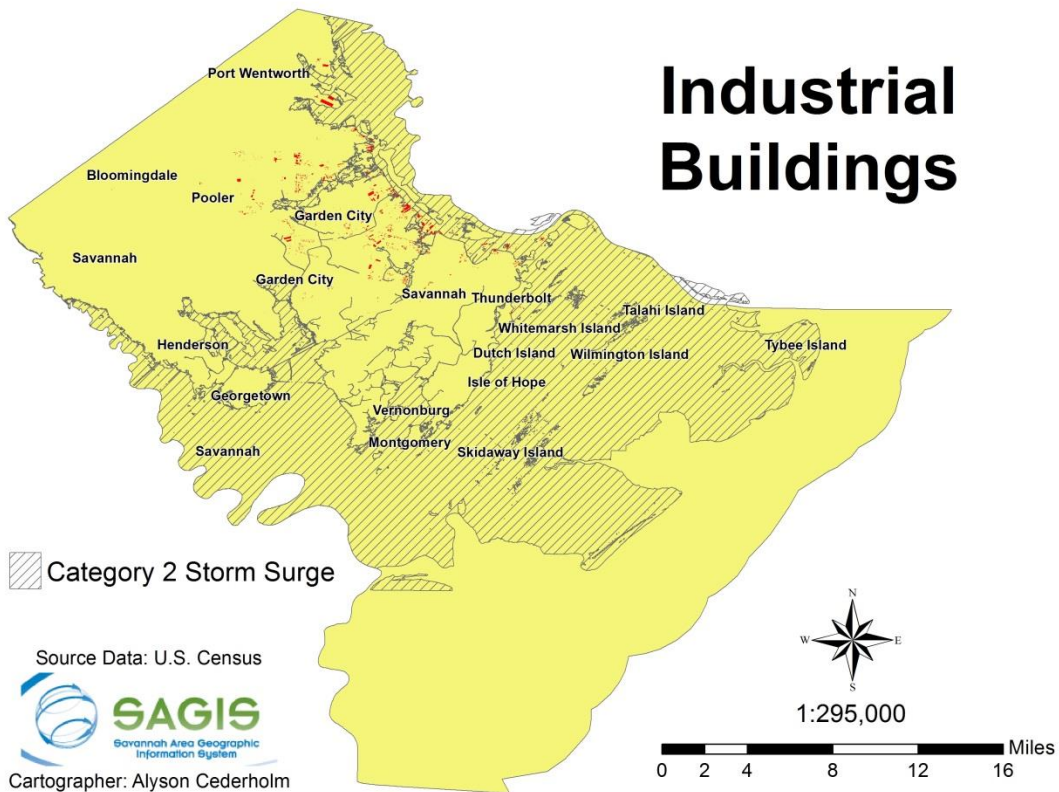 Industrial
Buildings
Port Wentworth
Bloomingdale
Pooler
Garden City
Savannah
Garden City
Savannah
Thunderbolt
Talahi Island
Whitemarsh Island
Henderson
Dutch Island
Wilmington Island
Tybee Island
Isle of Hope
Georgetown
Vernonburg
Montgomery
Savannah
Skidaway Island
Category 2 Storm Surge
N
W
E
S
Source Data: U.S. Census
SAGIS
Savannah Area Geographic
Information System
Cartographer: Alyson Cederholm
1:295,000
Miles
0 2 4 8 12 16